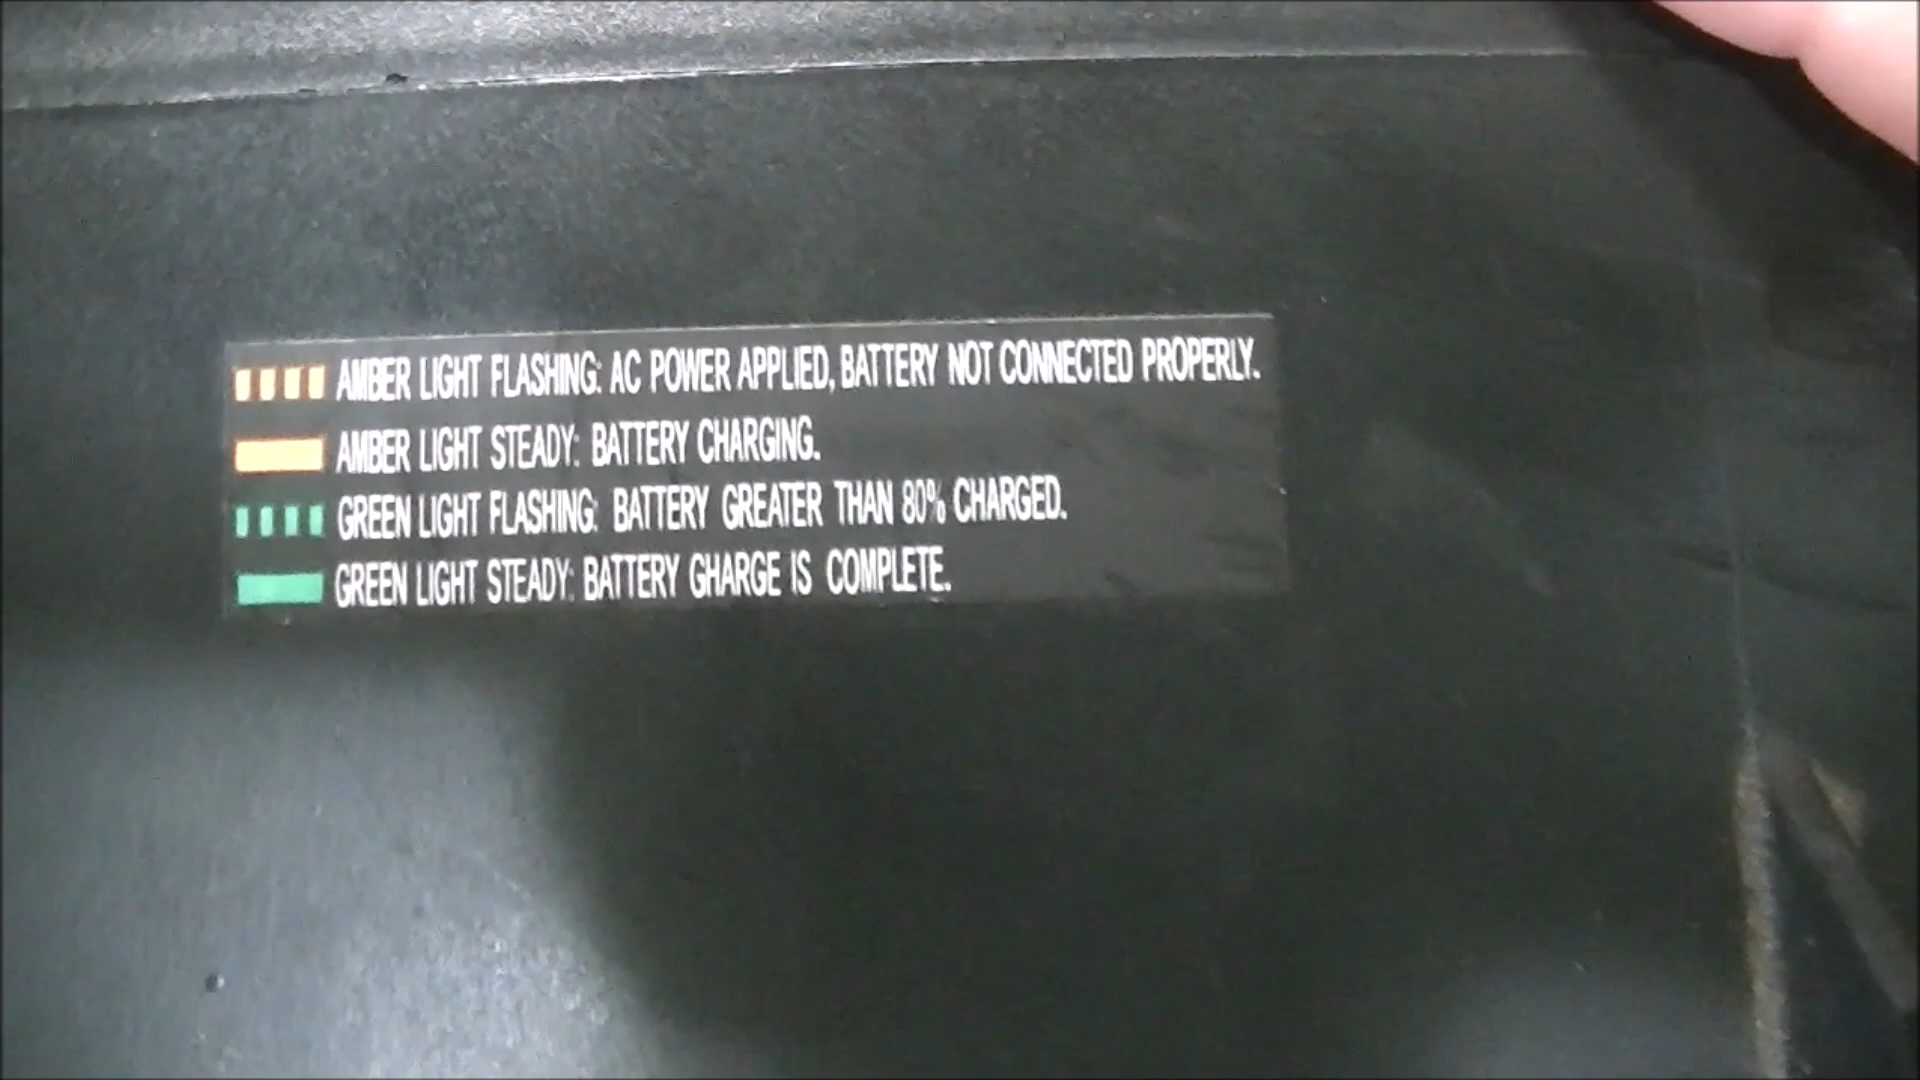 AMBER LIGHT FLASHING: AC POWER APPLIED, BATTERY NOT CONNECTED PROPERLY.
AMBER LIGHT STEADY: BATTERY CHARGING.
GREEN LIGHT FLASHING: BATTERY GREATER THAN 80% CHARGED.
GREEN LIGHT STEADY: BATTERY GHARGE IS COMPLETE.